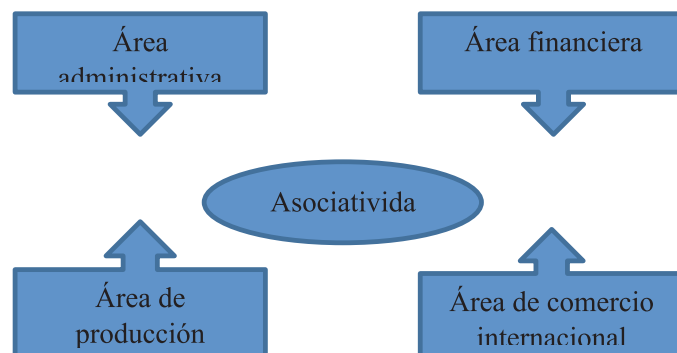 Área
administrativa
Área financiera
Asociativida
Área de
producción
Área de comercio
internacional